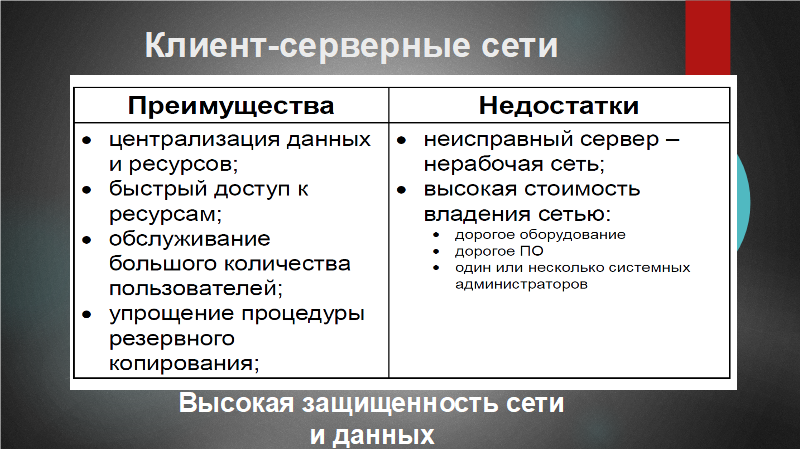 Клиент-серверные сети
Преимущества
Недостатки
• централизация данных
и ресурсов;
• быстрый доступ к
ресурсам;
• обслуживание
большого количества
пользователей;
• упрощение процедуры
резервного
копирования;
• неисправный сервер –
нерабочая сеть;
• высокая стоимость
владения сетью:
• дорогое оборудование
• дорогое ПО
• один или несколько системных
администраторов
Высокая защищенность сети
и данных